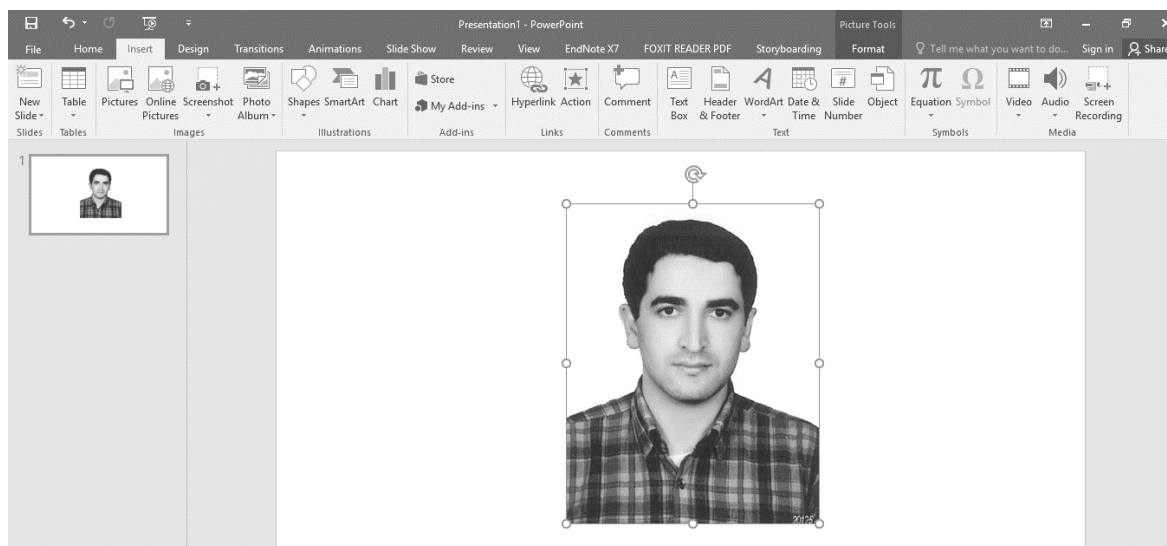 Presentation1 - PowerPoint
Picture Tools
File Home Insert Design Transitions Animations Slide Show Review View EndNote X7 FOXIT READER PDF Storyboarding Format Tell me what you want to do... Sign in Share
New Slide
Table
Pictures
Online Pictures
Screenshot
Photo Album
Shapes
SmartArt
Chart
Store
My Add-ins
Hyperlink
Action
Comment
Text Box
Header & Footer
WordArt
Date & Time
# Slide Number
Object
π Equation
Ω Symbol
Video
Audio
Screen Recording
Slides Tables Images Illustrations Add-ins Links Comments Text Symbols Media
1
20125